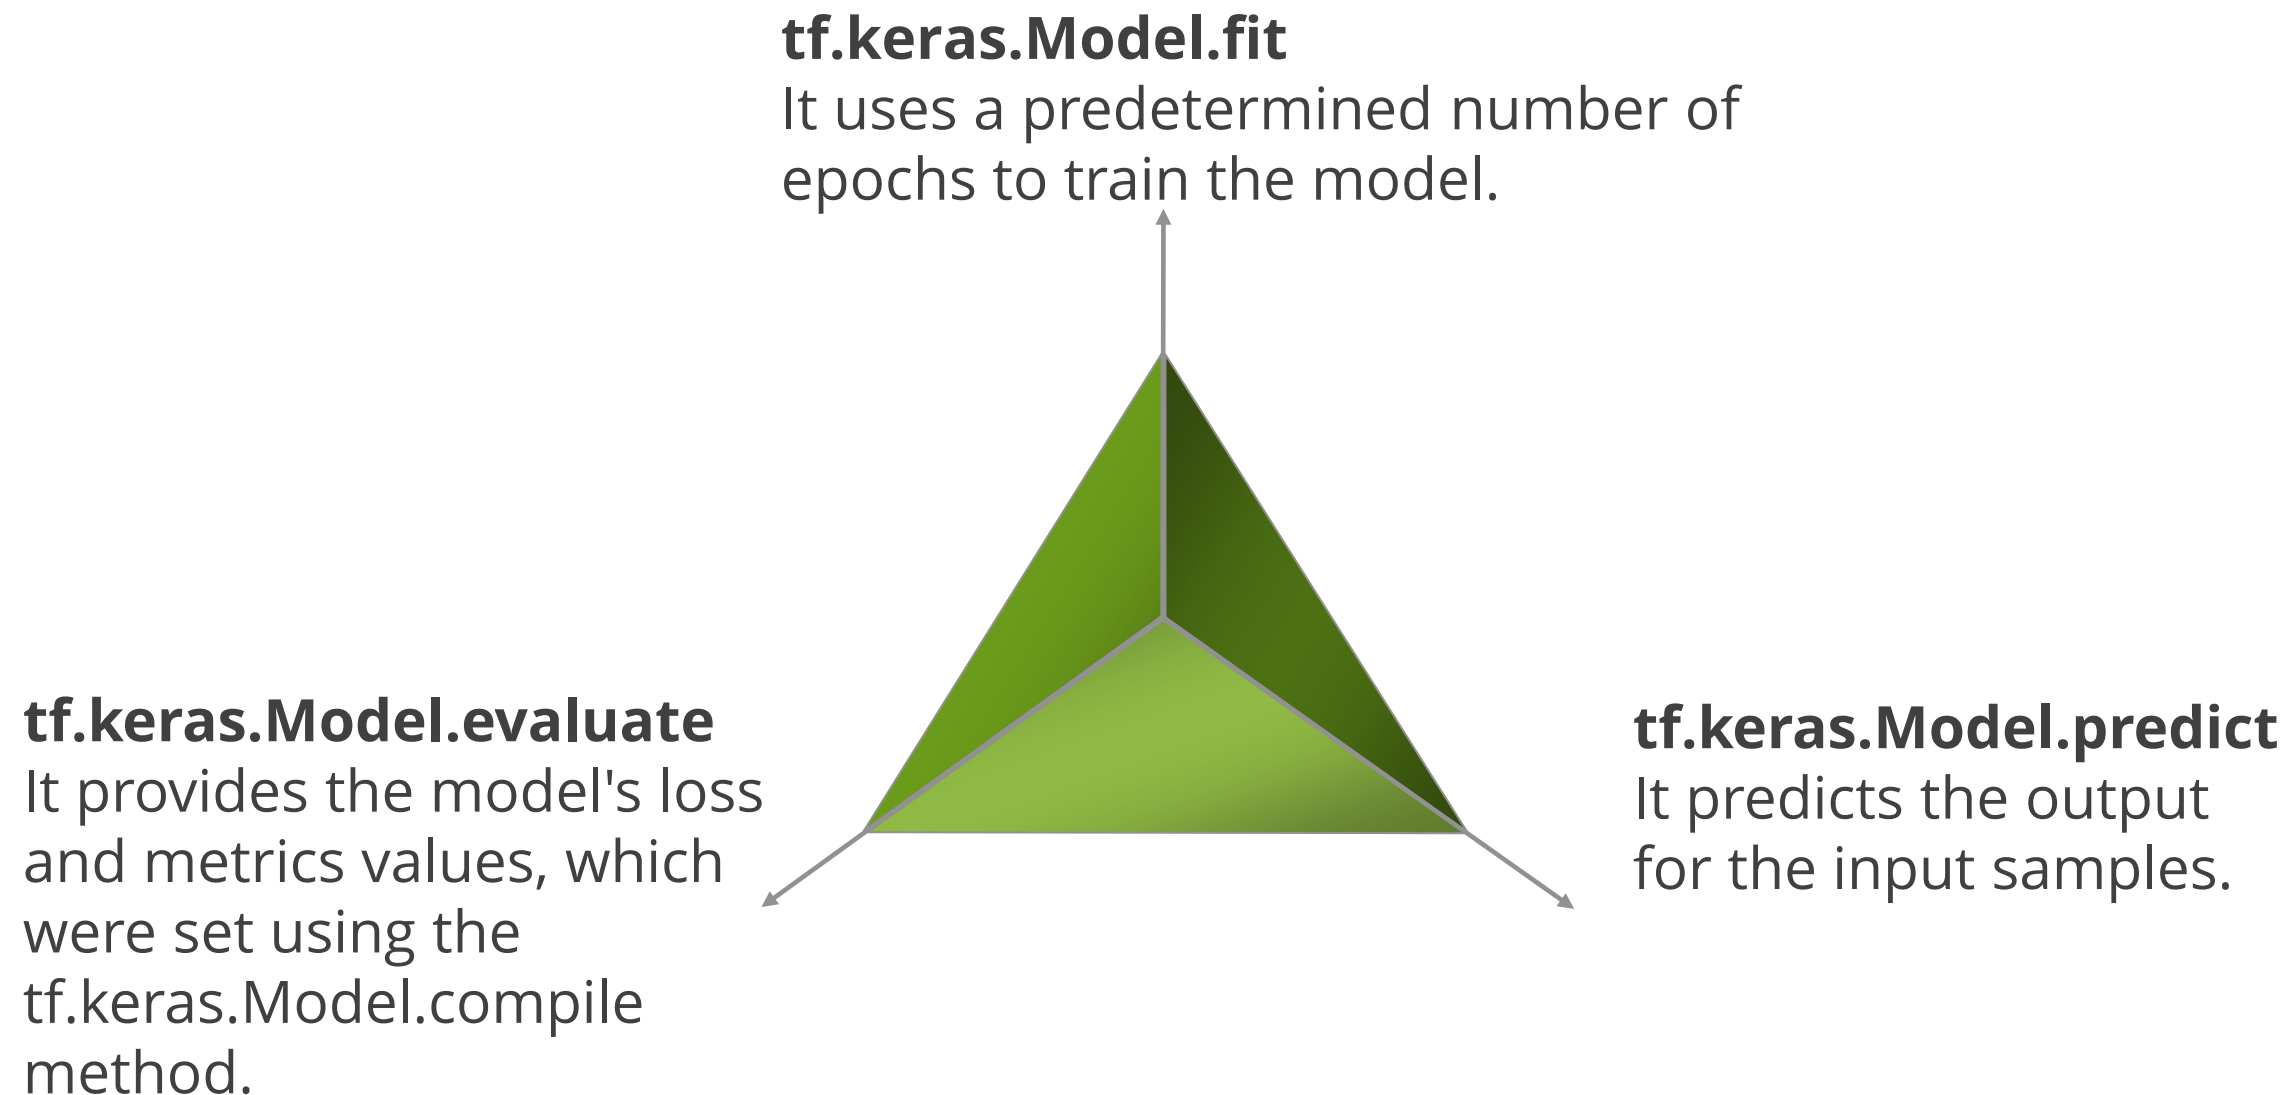 tf.keras.Model.fit
It uses a predetermined number of
epochs to train the model.
tf.keras.Model.evaluate
It provides the model's loss
and metrics values, which
were set using the
tf.keras.Model.compile
method.
tf.keras.Model.predict
It predicts the output
for the input samples.